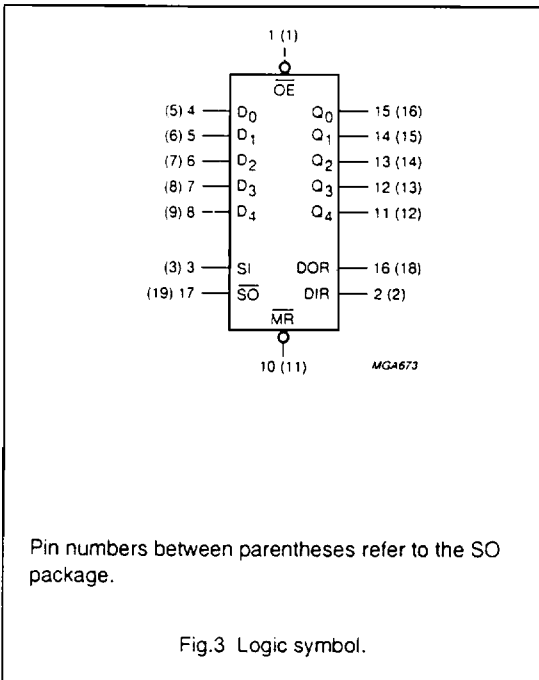 1 (1)
O̅E̅
(5) 4 D₀ Q₀ 15 (16)
(6) 5 D₁ Q₁ 14 (15)
(7) 6 D₂ Q₂ 13 (14)
(8) 7 D₃ Q₃ 12 (13)
(9) 8 D₄ Q₄ 11 (12)
(3) 3 SI DOR 16 (18)
(19) 17 S̅O̅ DIR 2 (2)
M̅R̅
10 (11) MGA673
Pin numbers between parentheses refer to the SO
package.
Fig.3 Logic symbol.